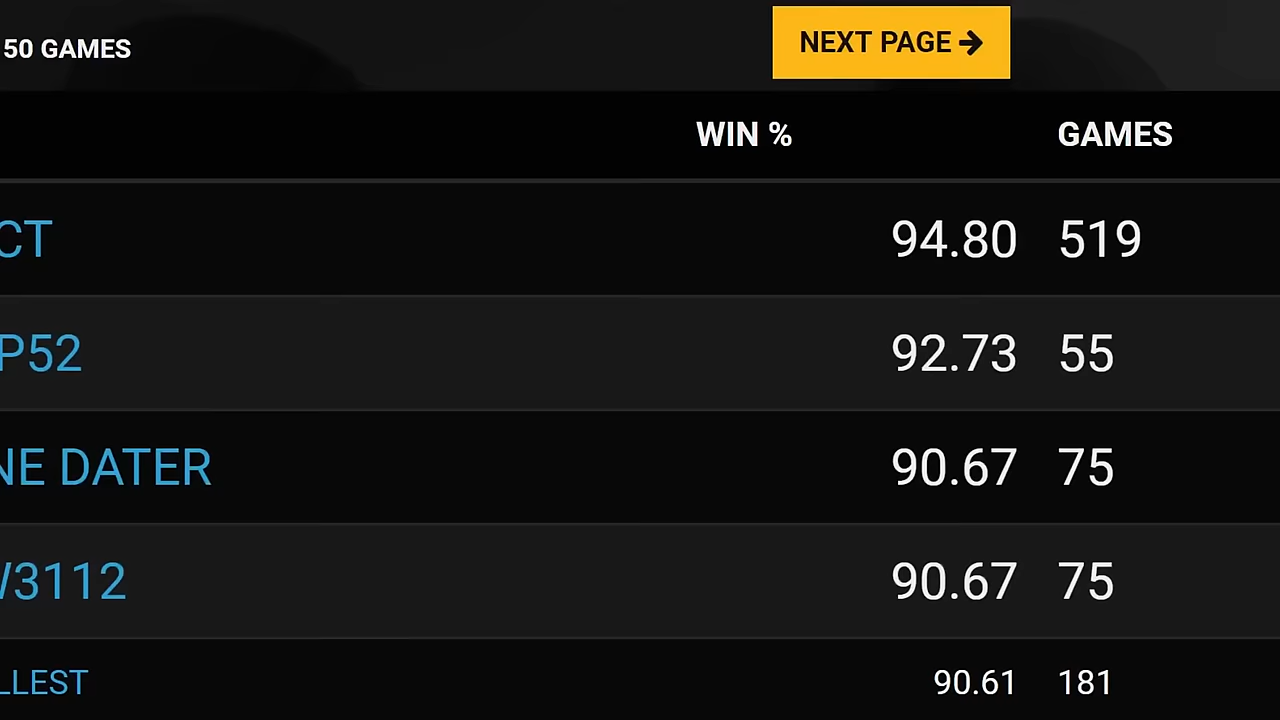 50 GAMES
NEXT PAGE
WIN % GAMES
CT 94.80 519
P52 92.73 55
NE DATER 90.67 75
3112 90.67 75
LLEST 90.61 181